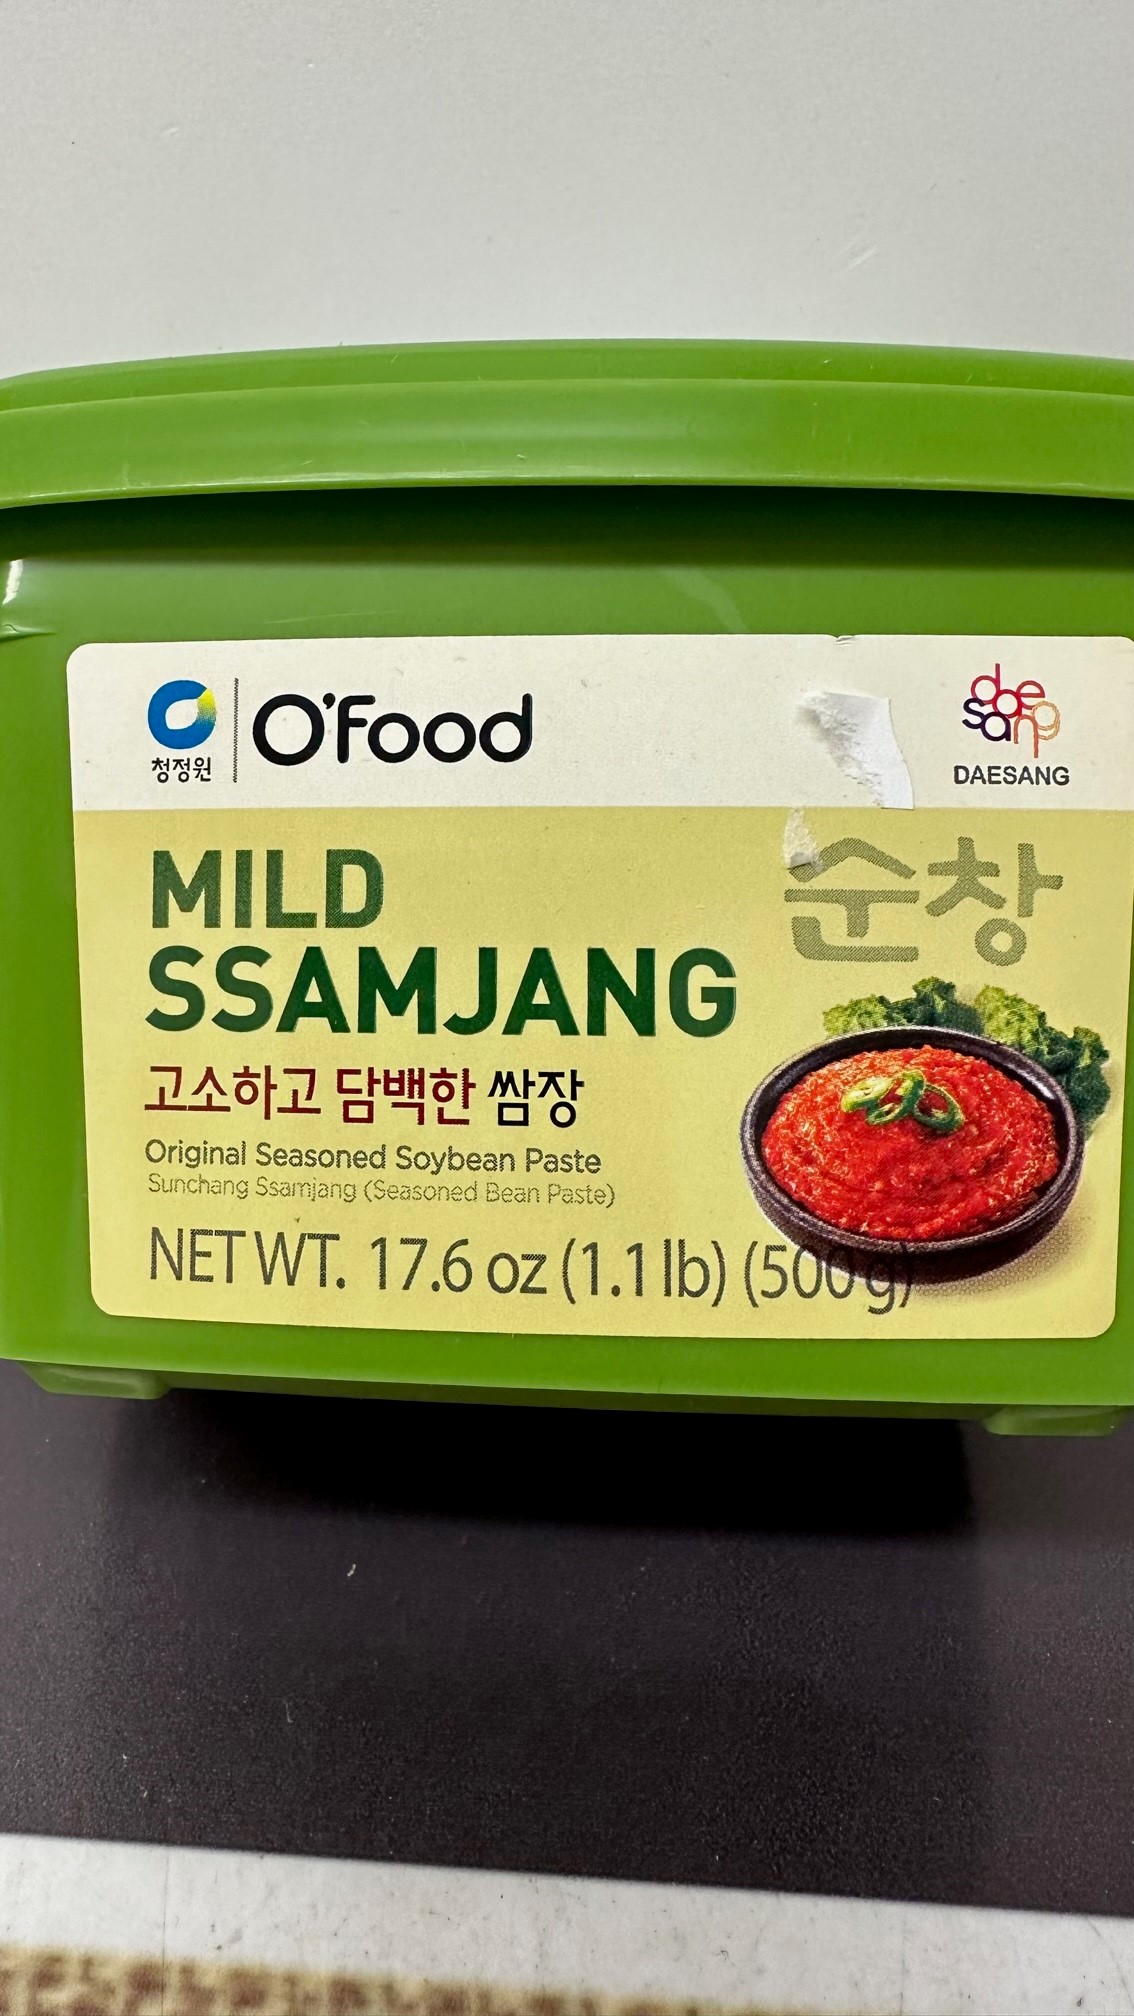 청정원
O'Food
daesang
DAESANG
순창
MILD
SSAMJANG
고소하고 담백한 쌈장
Original Seasoned Soybean Paste
Sunchang Ssamjang (Seasoned Bean Paste)
NET WT. 17.6 oz (1.1 lb) (500 g)